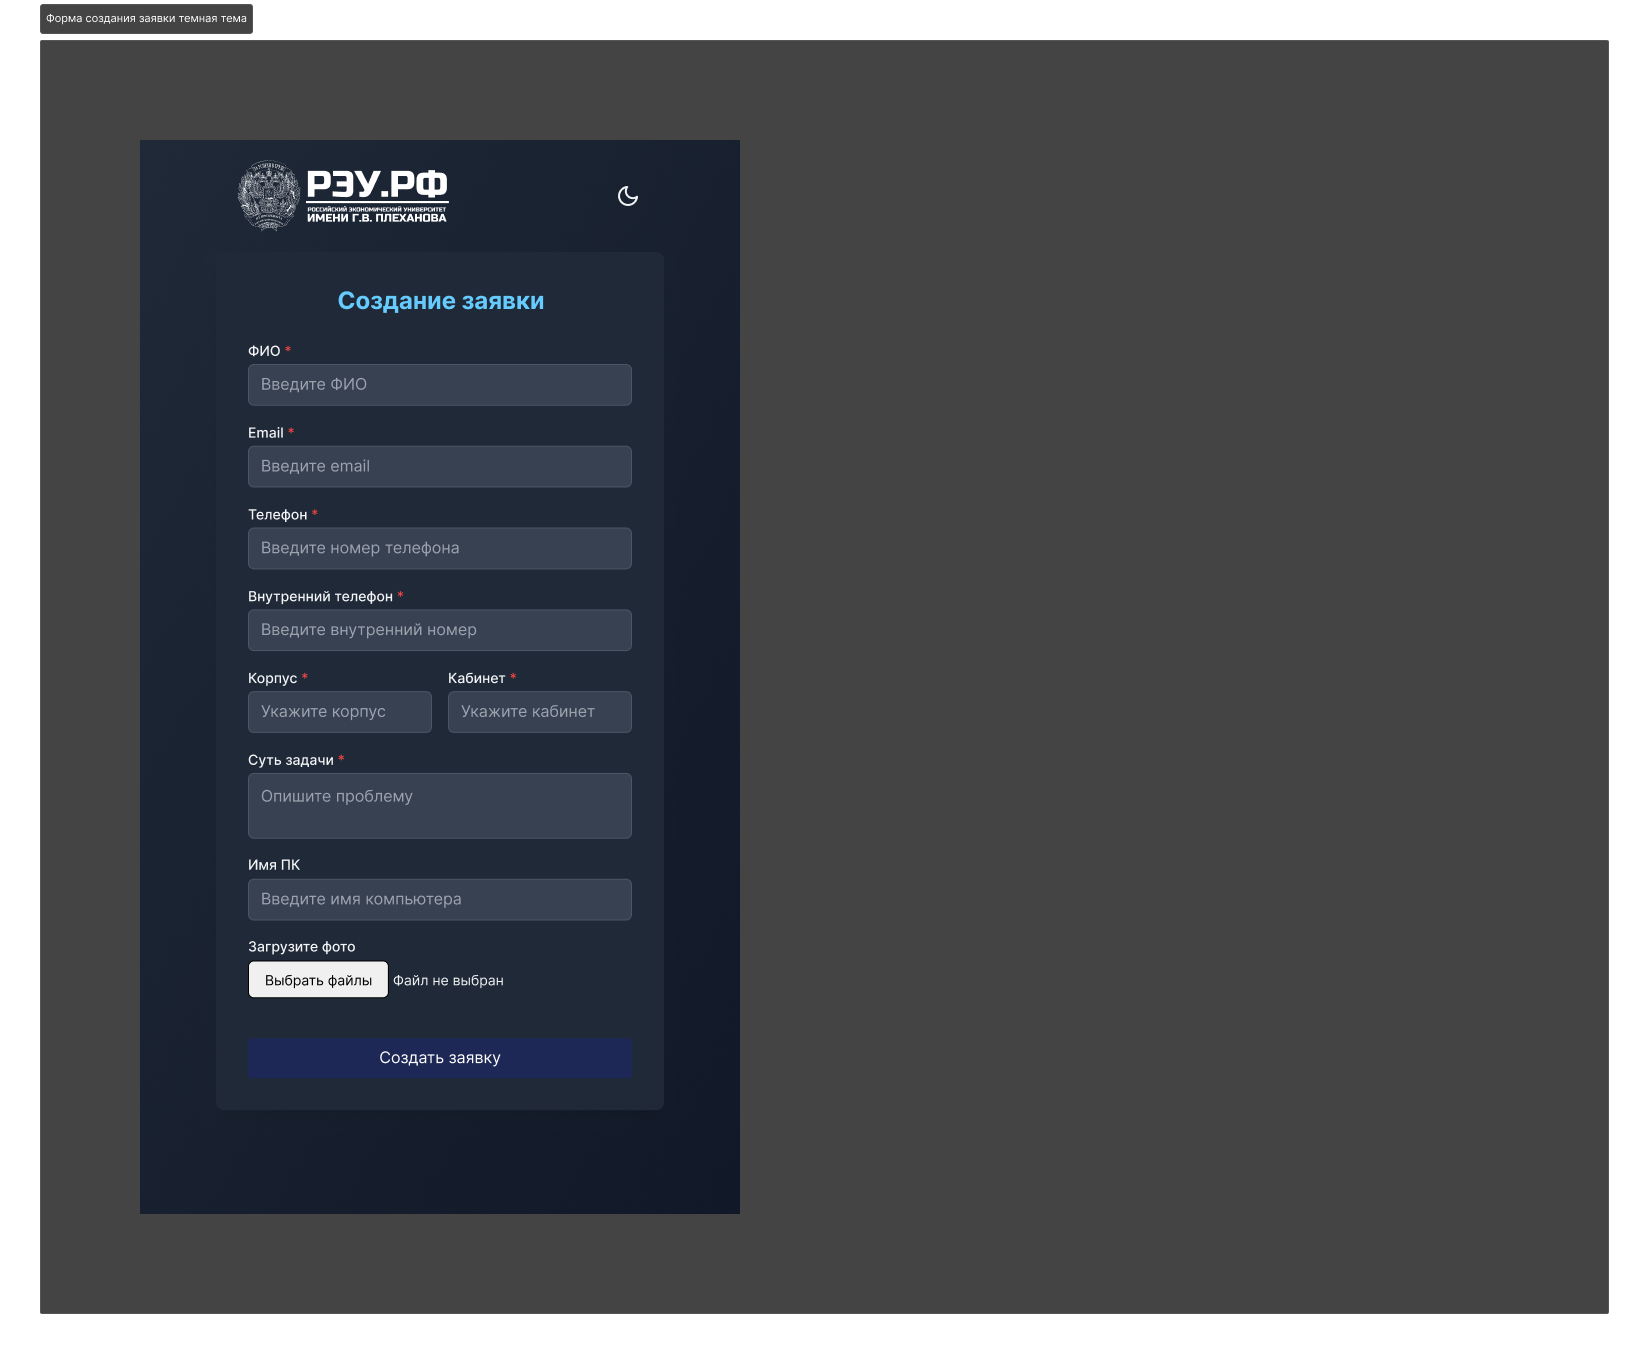 Форма создания заявки темная тема
РЭУ.РФ
РОССИЙСКИЙ ЭКОНОМИЧЕСКИЙ УНИВЕРСИТЕТ
ИМЕНИ Г.В. ПЛЕХАНОВА
Создание заявки
ФИО *
Введите ФИО
Email *
Введите email
Телефон *
Введите номер телефона
Внутренний телефон *
Введите внутренний номер
Корпус * Кабинет *
Укажите корпус Укажите кабинет
Суть задачи *
Опишите проблему
Имя ПК
Введите имя компьютера
Загрузите фото
Выбрать файлы Файл не выбран
Создать заявку